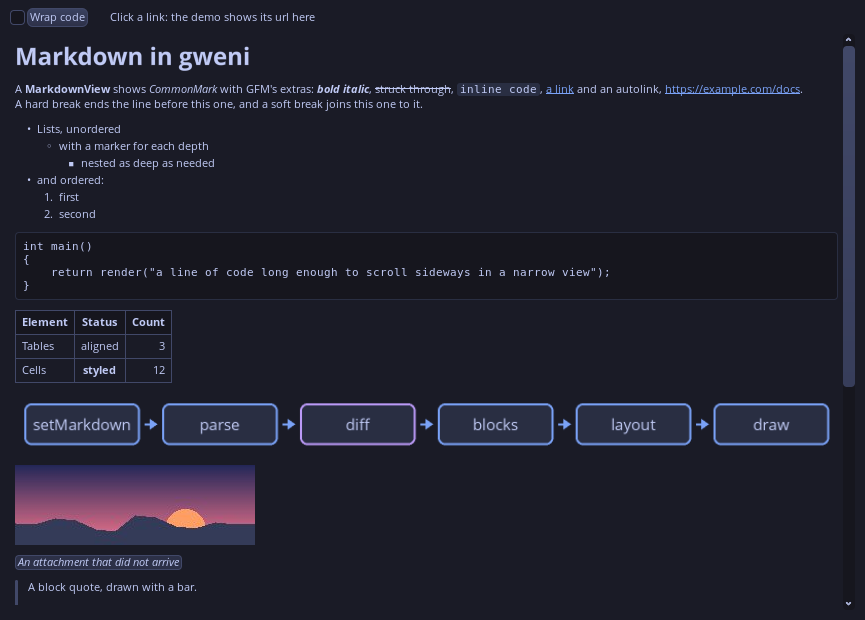 Wrap code Click a link: the demo shows its url here
Markdown in gweni
A MarkdownView shows CommonMark with GFM's extras: bold italic, struck through, inline code, a link and an autolink, https://example.com/docs.
A hard break ends the line before this one, and a soft break joins this one to it.
• Lists, unordered
◦ with a marker for each depth
▪ nested as deep as needed
• and ordered:
1. first
2. second
int main()
{
    return render("a line of code long enough to scroll sideways in a narrow view");
}
Element Status Count
Tables aligned 3
Cells styled 12
setMarkdown parse diff blocks layout draw
An attachment that did not arrive
A block quote, drawn with a bar.